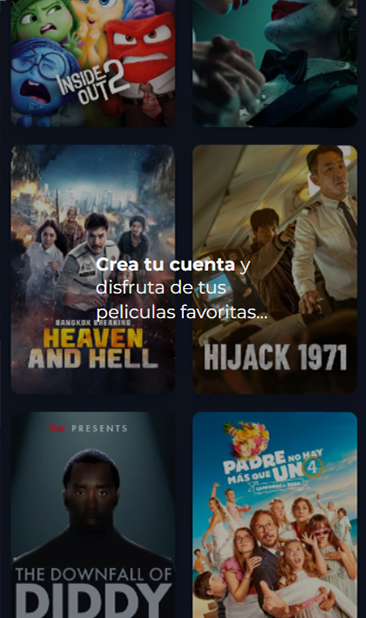 INSIDE
OUT 2
Crea tu cuenta y
disfruta de tus
peliculas favoritas...
BANGKOK BREAKING
HEAVEN
AND HELL
HIJACK 1971
PRESENTS
THE DOWNFALL OF
DIDDY
PADRE NO HAY
MÁS QUE UNO 4